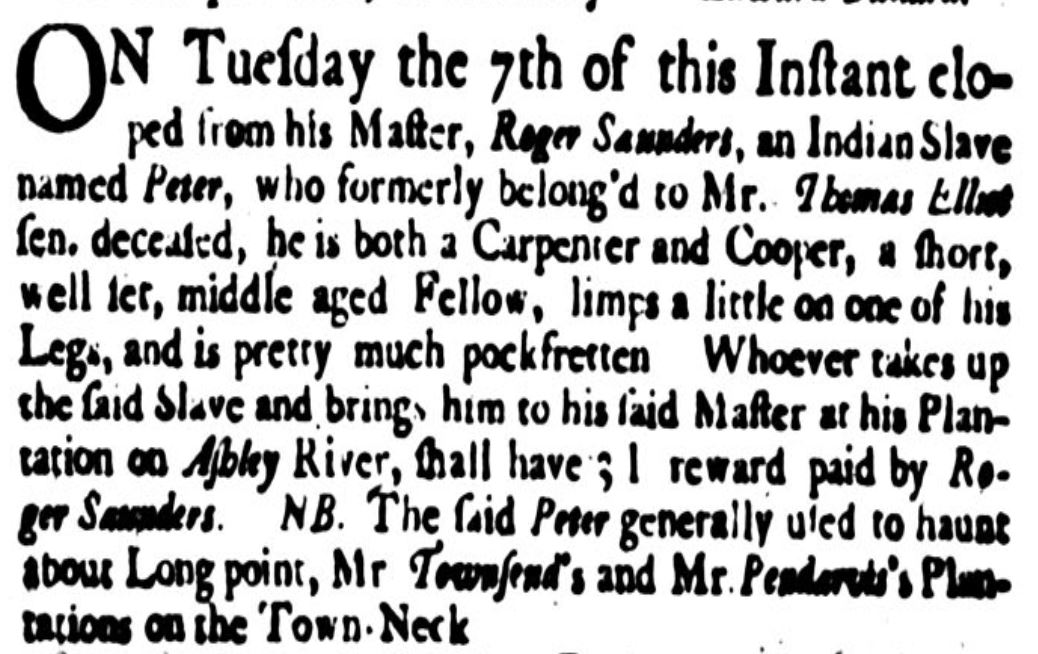 ON Tueſday the 7th of this Inſtant elo-
ped from his Maſter, Roger Saunders, an Indian Slave
named Peter, who formerly belong'd to Mr. Thomas Elliot
ſen. deceaſed, he is both a Carpenter and Cooper, a ſhort,
well ſet, middle aged Fellow, limps a little on one of his
Legs, and is pretty much pockfretten Whoever takes up
the ſaid Slave and brings him to his ſaid Maſter at his Plan-
tation on Aſhley River, ſhall have 3 l reward paid by Ro-
ger Saunders. NB. The ſaid Peter generally uſed to haunt
about Long point, Mr Townſend's and Mr. Pendarvis's Plan-
tations on the Town-Neck